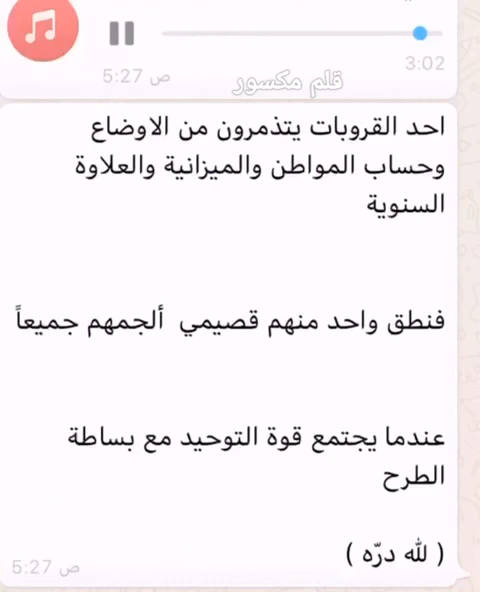 3:02
5:27 ص
قلم مكسور
احد القروبات يتذمرون من الاوضاع
وحساب المواطن والميزانية والعلاوة
السنوية
فنطق واحد منهم قصيمي ألجمهم جميعاً
عندما يجتمع قوة التوحيد مع بساطة
الطرح
( لله درّه )
5:27 ص